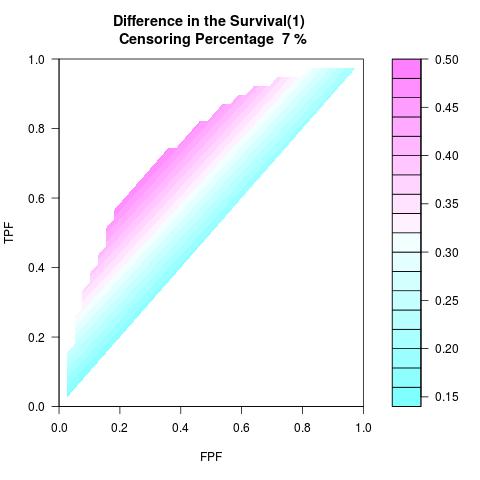 Difference in the Survival(1)
Censoring Percentage 7 %
TPF
1.0
0.8
0.6
0.4
0.2
0.0
0.0 0.2 0.4 0.6 0.8 1.0
FPF
0.50
0.45
0.40
0.35
0.30
0.25
0.20
0.15